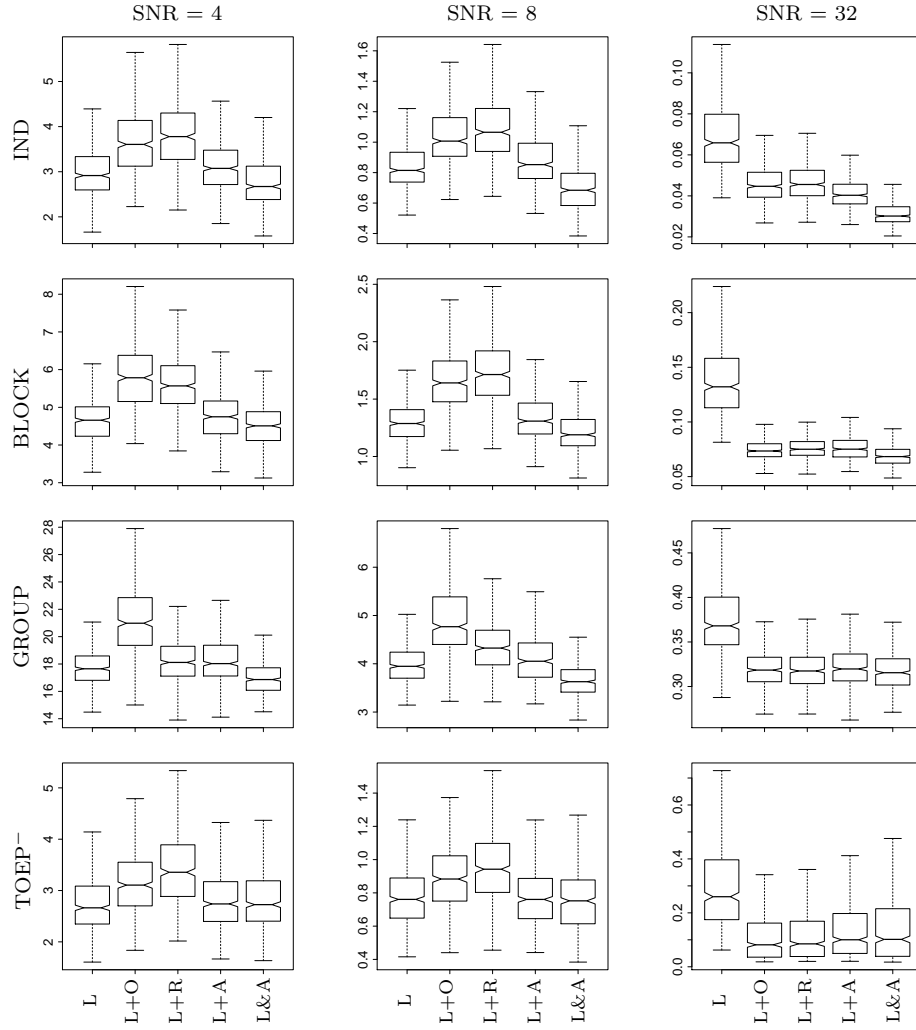 SNR = 4
SNR = 8
SNR = 32
IND
2
3
4
5
0.4
0.6
0.8
1.0
1.2
1.4
1.6
0.02
0.04
0.06
0.08
0.10
BLOCK
3
4
5
6
7
8
1.0
1.5
2.0
2.5
0.05
0.10
0.15
0.20
GROUP
14
16
18
20
22
24
26
28
3
4
5
6
0.30
0.35
0.40
0.45
TOEP−
2
3
4
5
0.4
0.6
0.8
1.0
1.2
1.4
0.0
0.2
0.4
0.6
L
L+O
L+R
L+A
L&A
L
L+O
L+R
L+A
L&A
L
L+O
L+R
L+A
L&A